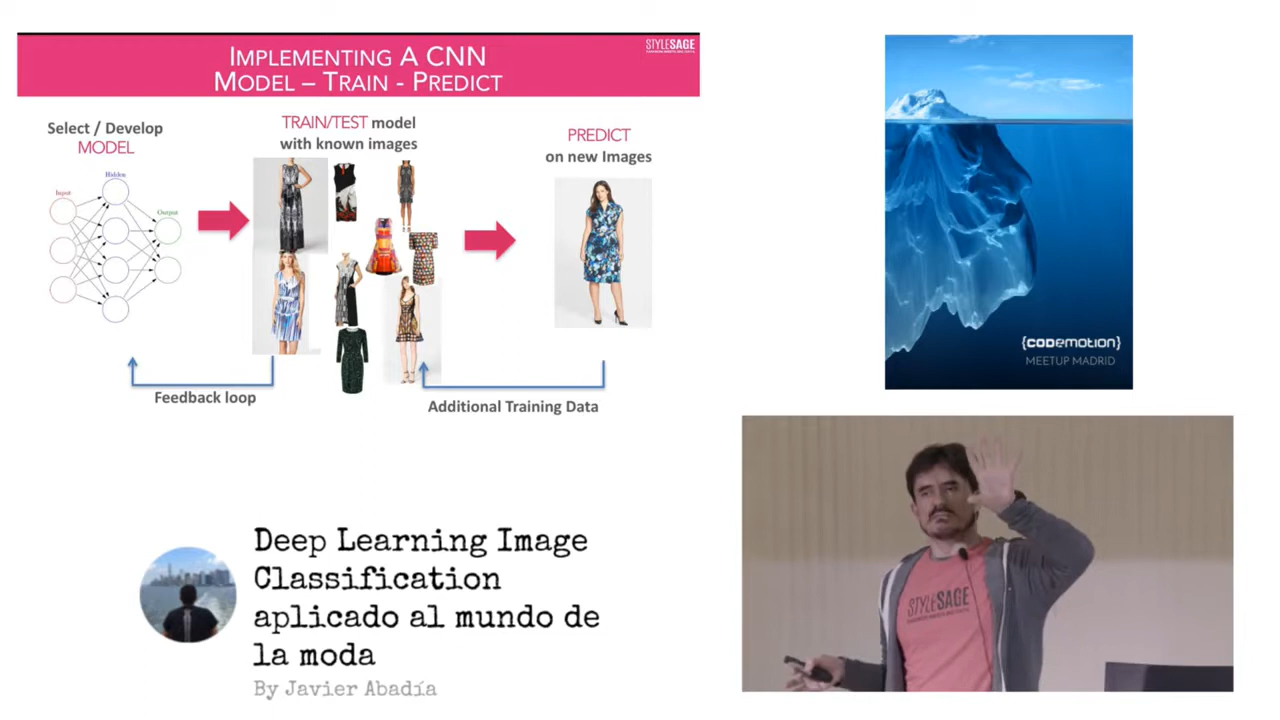 IMPLEMENTING A CNN
MODEL – TRAIN - PREDICT
STYLESAGE
Select / Develop
MODEL
TRAIN/TEST model
with known images
PREDICT
on new Images
Input
Hidden
Output
Feedback loop
Additional Training Data
{CODEMOTION}
MEETUP MADRID
STYLESAGE
Deep Learning Image
Classification
aplicado al mundo de
la moda
By Javier Abadía